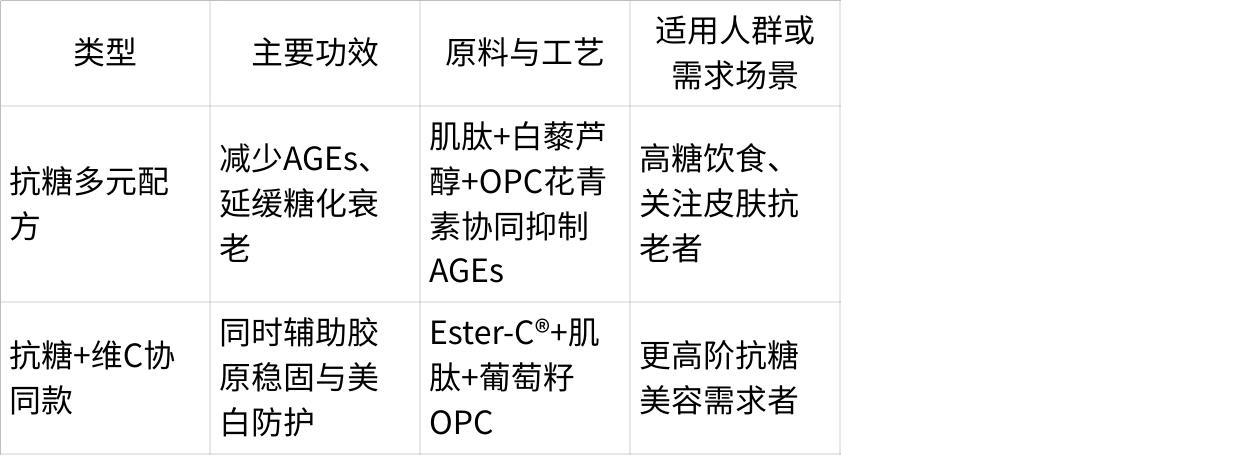 类型
主要功效
原料与工艺
适用人群或
需求场景
抗糖多元配
方
减少AGEs、
延缓糖化衰
老
肌肽+白藜芦
醇+OPC花青
素协同抑制
AGEs
高糖饮食、
关注皮肤抗
老者
抗糖+维C协
同款
同时辅助胶
原稳固与美
白防护
Ester-C®+肌
肽+葡萄籽
OPC
更高阶抗糖
美容需求者